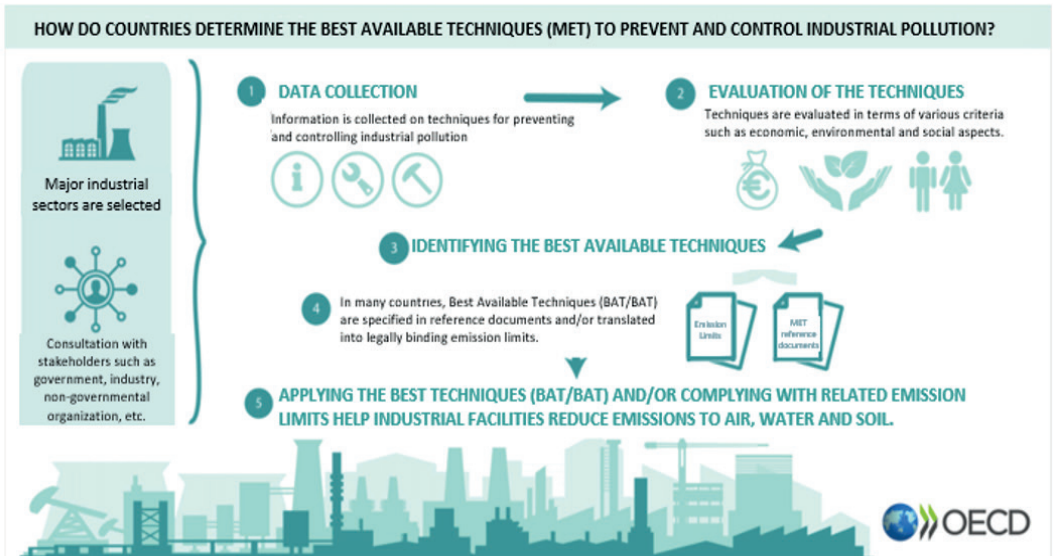 HOW DO COUNTRIES DETERMINE THE BEST AVAILABLE TECHNIQUES (MET) TO PREVENT AND CONTROL INDUSTRIAL POLLUTION?
Major industrial
sectors are selected
Consultation with
stakeholders such as
government, industry,
non-governmental
organization, etc.
1 DATA COLLECTION
Information is collected on techniques for preventing
and controlling industrial pollution
2 EVALUATION OF THE TECHNIQUES
Techniques are evaluated in terms of various criteria
such as economic, environmental and social aspects.
3 IDENTIFYING THE BEST AVAILABLE TECHNIQUES
4 In many countries, Best Available Techniques (BAT/BAT)
are specified in reference documents and/or translated
into legally binding emission limits.
Emission
Limits
MET
reference
documents
5 APPLYING THE BEST TECHNIQUES (BAT/BAT) AND/OR COMPLYING WITH RELATED EMISSION
LIMITS HELP INDUSTRIAL FACILITIES REDUCE EMISSIONS TO AIR, WATER AND SOIL.
OECD